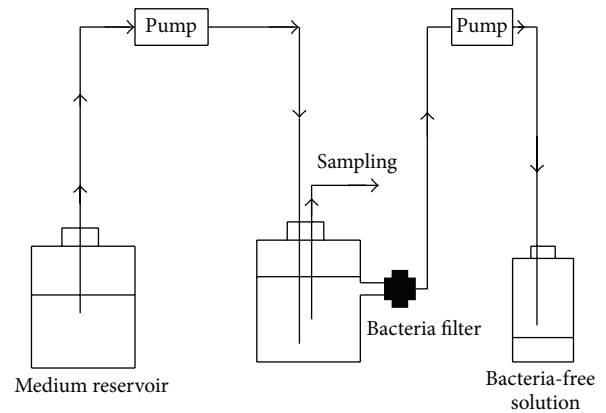 Pump
Pump
Sampling
Bacteria filter
Medium reservoir
Bacteria-free
solution